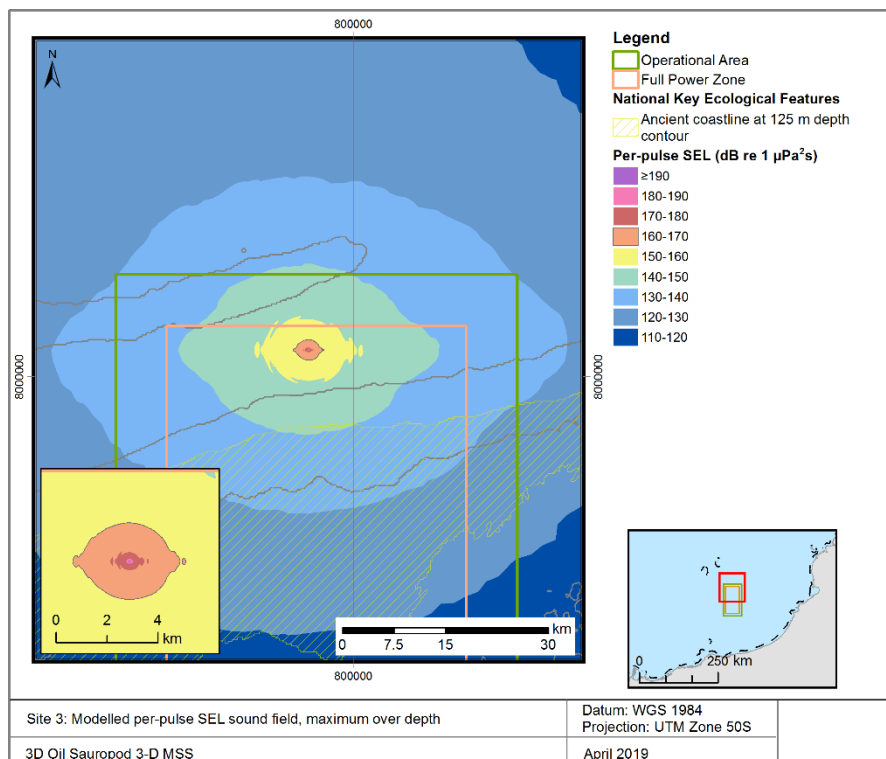 800000
N
8000000
8000000
800000
0 2 4
km
km
0 7.5 15 30
Legend
Operational Area
Full Power Zone
National Key Ecological Features
Ancient coastline at 125 m depth
contour
Per-pulse SEL (dB re 1 µPa²s)
≥190
180-190
170-180
160-170
150-160
140-150
130-140
120-130
110-120
0 250 km
Site 3: Modelled per-pulse SEL sound field, maximum over depth
Datum: WGS 1984
Projection: UTM Zone 50S
3D Oil Sauropod 3-D MSS
April 2019